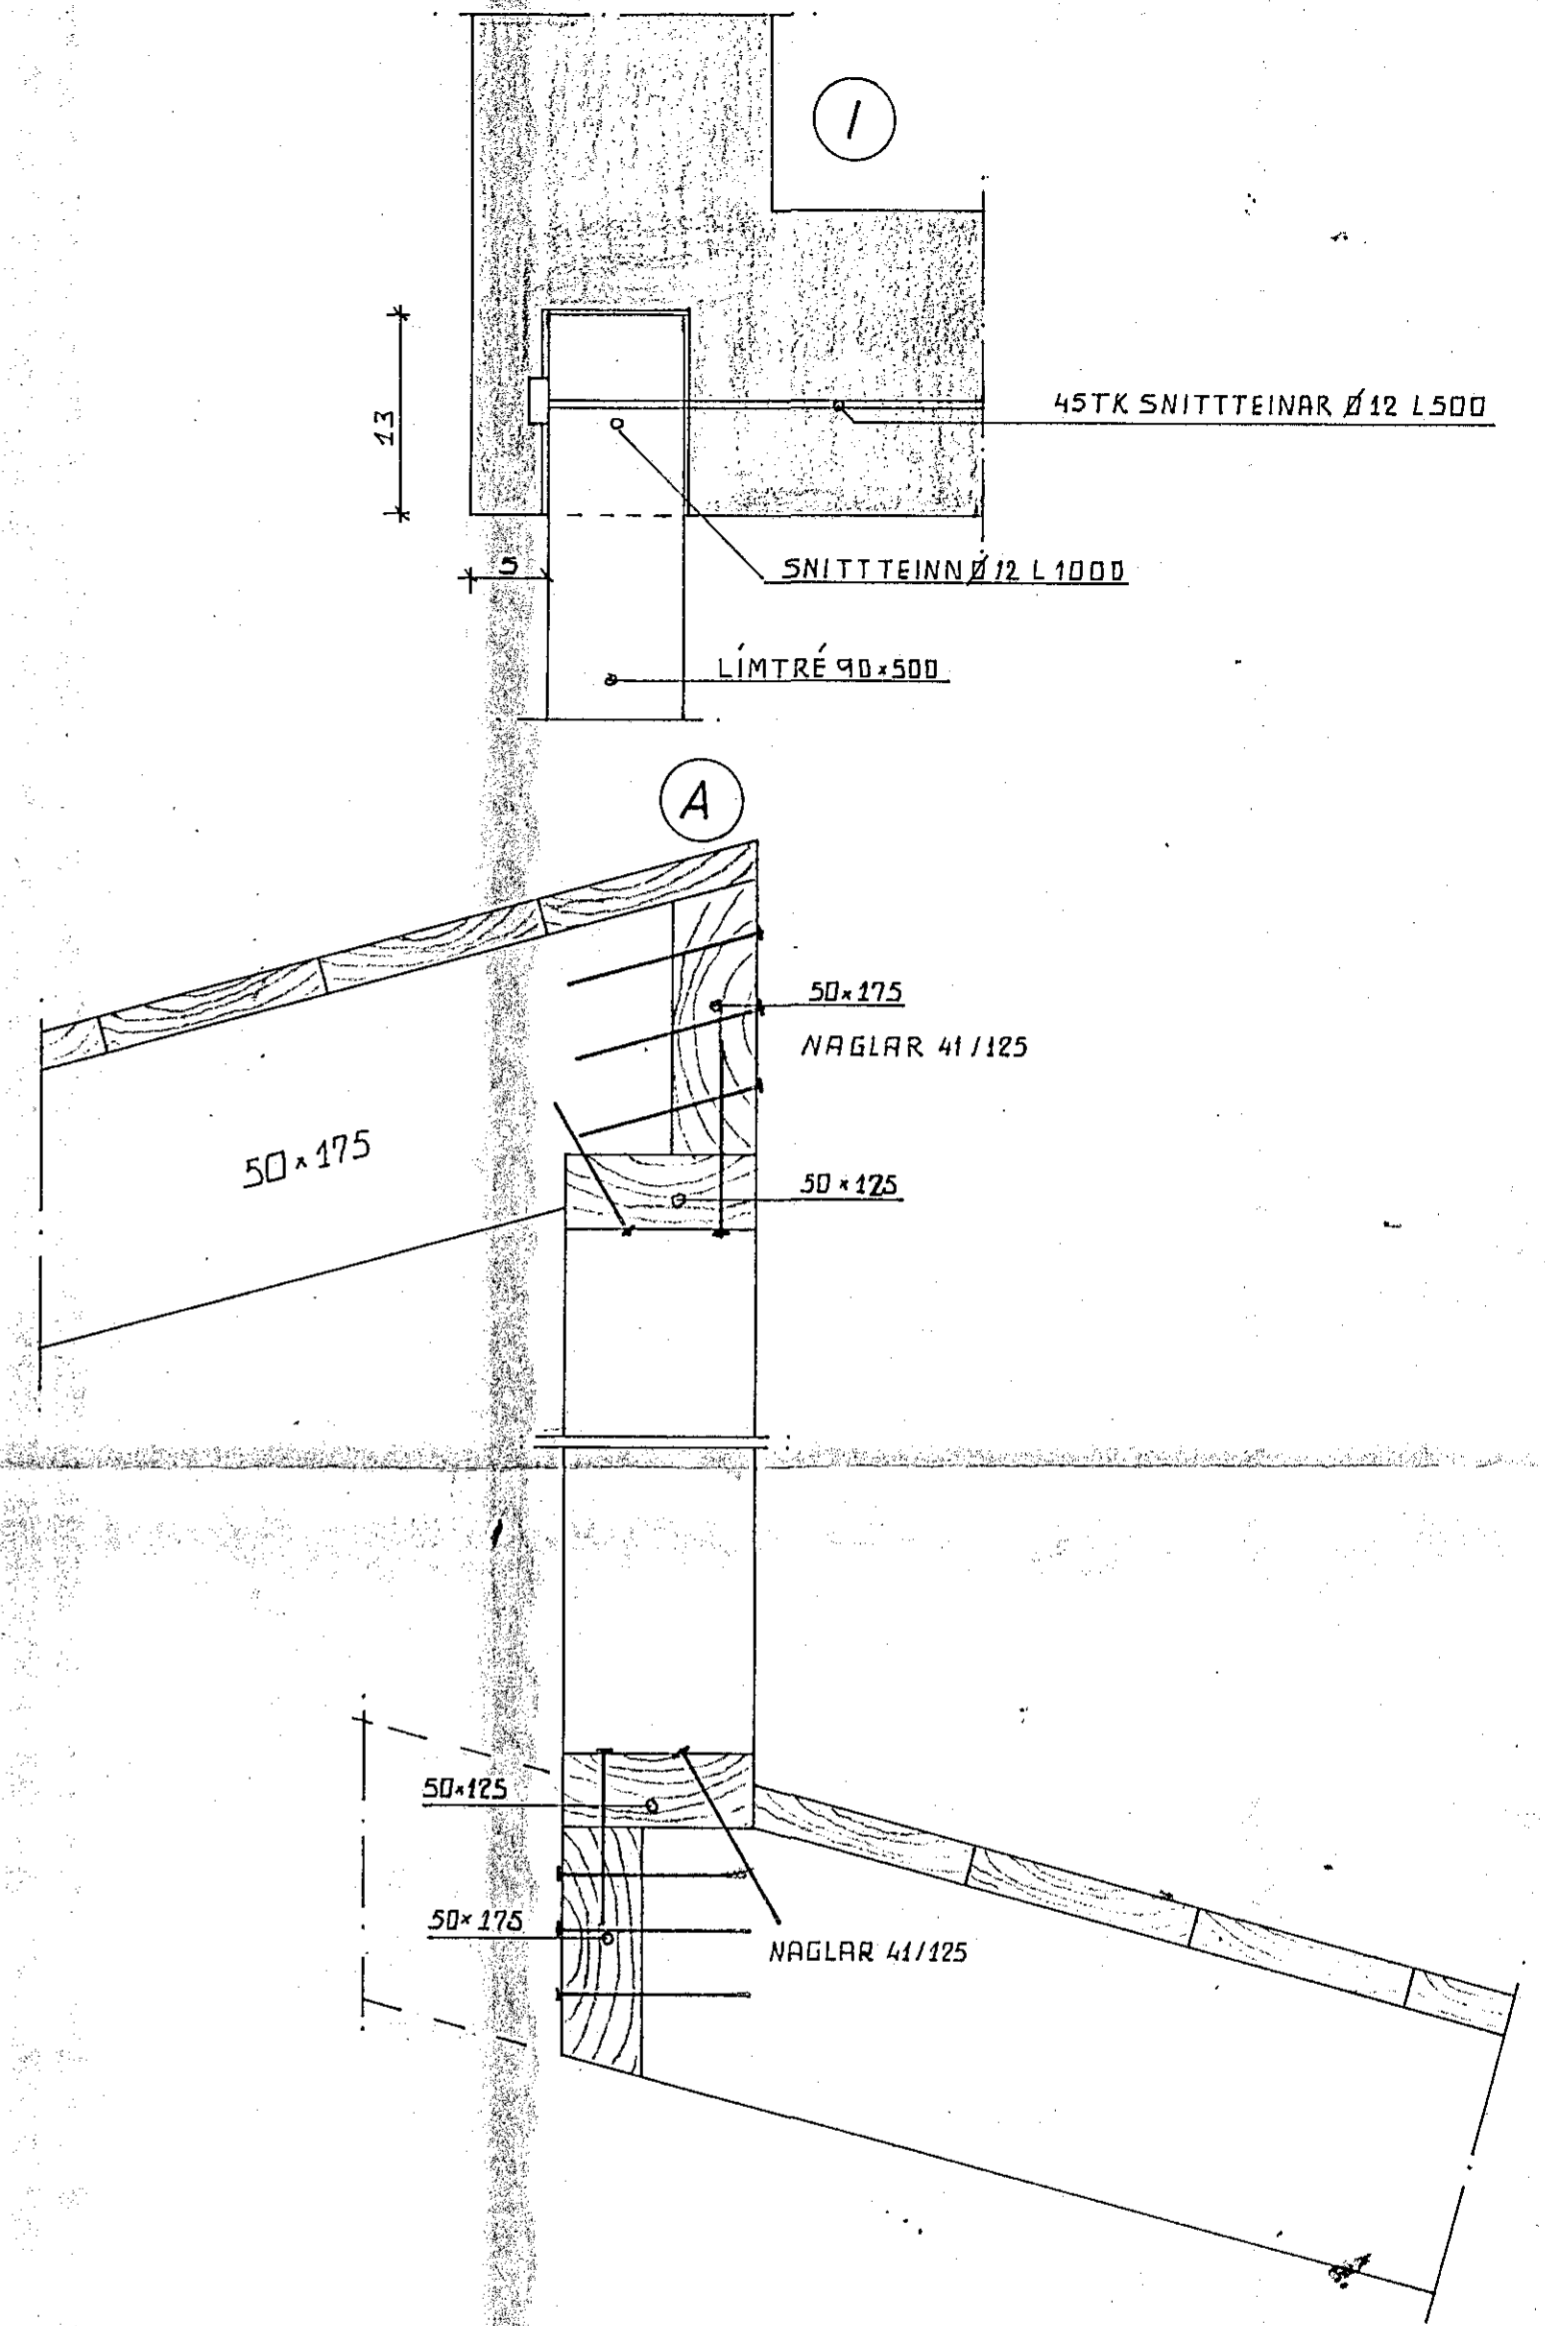 1
13
45TK SNITTTEINAR Ø12 L500
5
SNITTTEINN Ø12 L1000
LÍMTRÉ 90×500
A
50×175
NAGLAR 41/125
50×175
50×125
50×125
50×175
NAGLAR 41/125